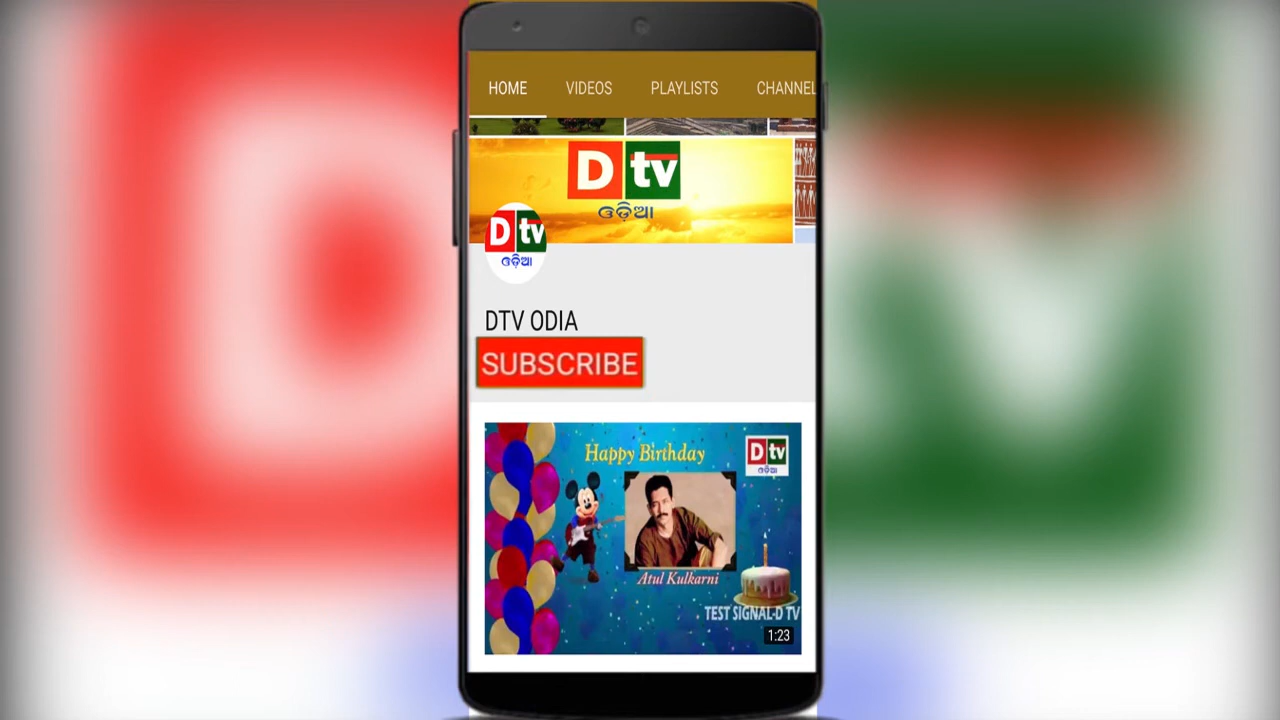 HOME VIDEOS PLAYLISTS CHANNEL
D tv
ଓଡ଼ିଆ
D tv
ଓଡ଼ିଆ
DTV ODIA
SUBSCRIBE
Happy Birthday
D tv
ଓଡ଼ିଆ
Atul Kulkarni
TEST SIGNAL-D TV
1:23